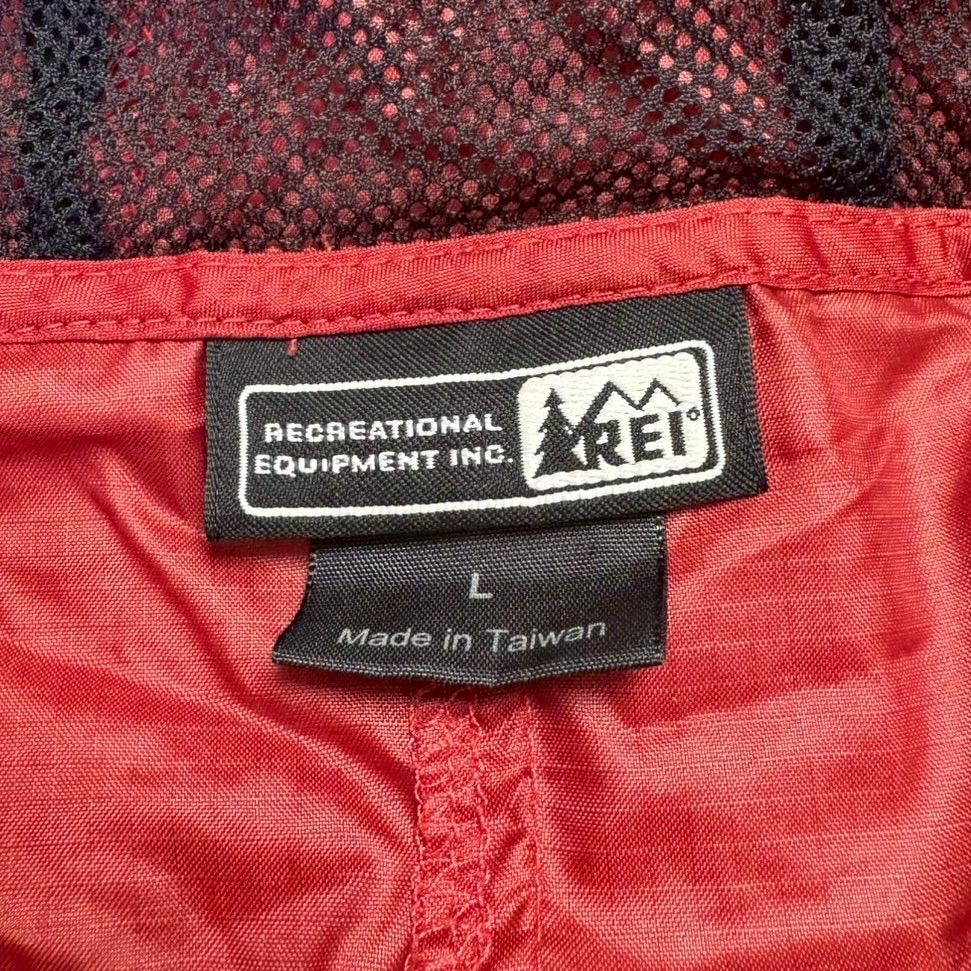 RECREATIONAL
EQUIPMENT INC.
REI
L
Made in Taiwan